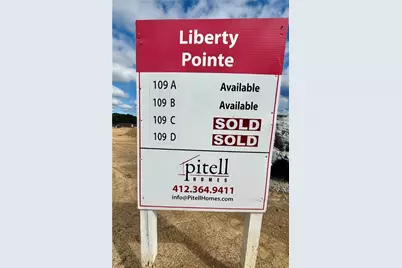 Liberty
Pointe
109 A Available
109 B Available
109 C SOLD
109 D SOLD
pitell
HOMES
412.364.9411
info@PitellHomes.com